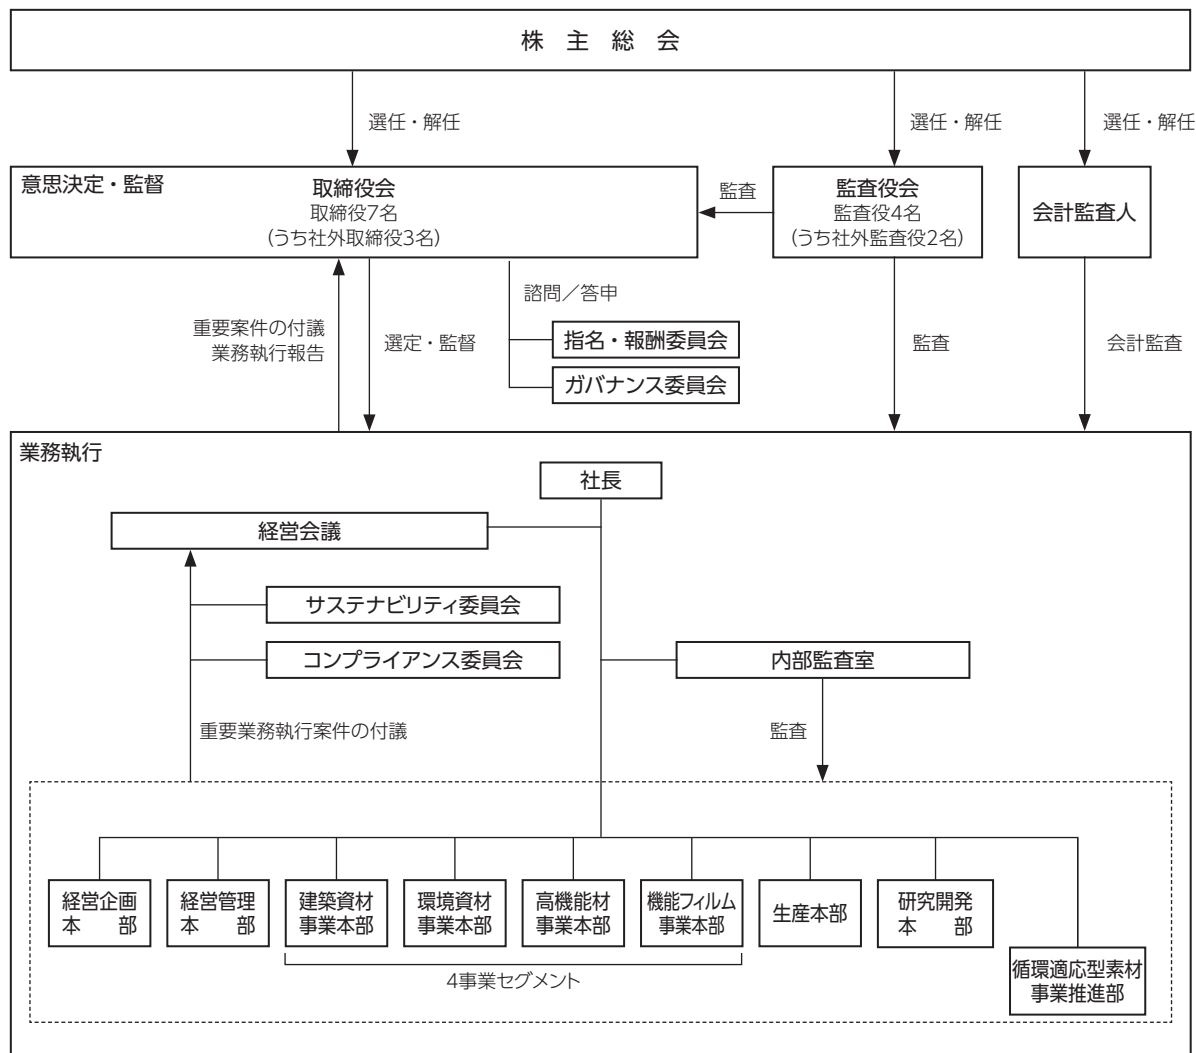 株 主 総 会
選任・解任
選任・解任
選任・解任
意思決定・監督
取締役会
取締役7名
(うち社外取締役3名)
監査
監査役会
監査役4名
(うち社外監査役2名)
会計監査人
諮問／答申
指名・報酬委員会
ガバナンス委員会
重要案件の付議
業務執行報告
選定・監督
監査
会計監査
業務執行
社長
経営会議
サステナビリティ委員会
コンプライアンス委員会
内部監査室
重要業務執行案件の付議
監査
経営企画
本 部
経営管理
本 部
建築資材
事業本部
環境資材
事業本部
高機能材
事業本部
機能フィルム
事業本部
生産本部
研究開発
本 部
循環適応型素材
事業推進部
4事業セグメント